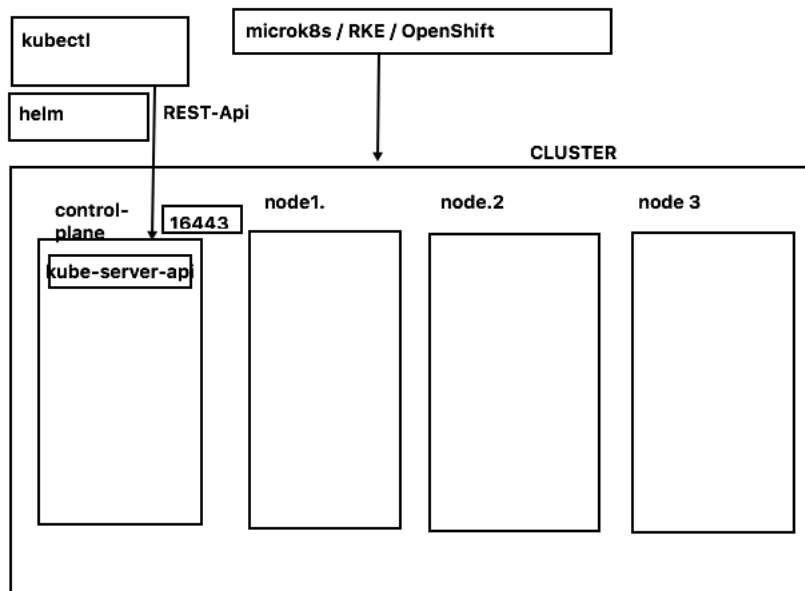 kubectl
microk8s / RKE / OpenShift
helm
REST-Api
CLUSTER
control-
plane
16443
node1.
node.2
node 3
kube-server-api